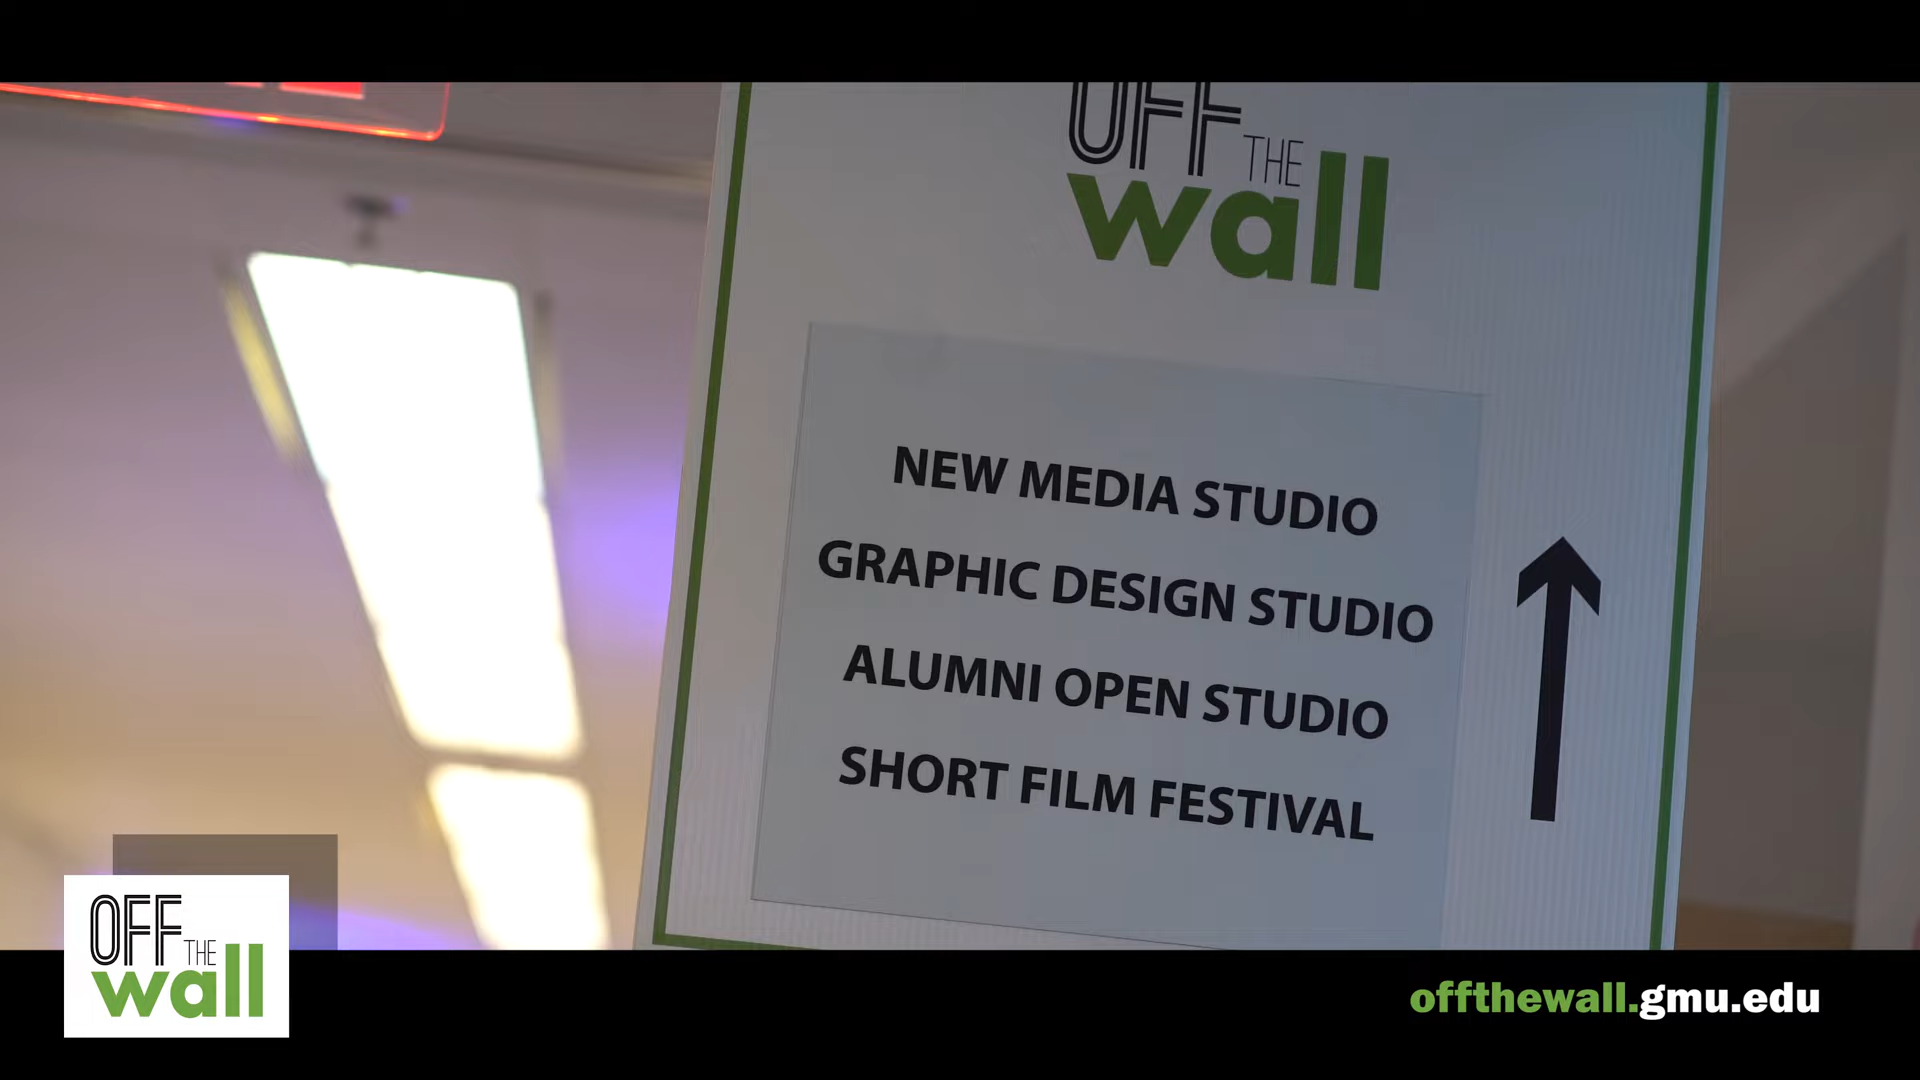 OFF THE
wall
NEW MEDIA STUDIO
GRAPHIC DESIGN STUDIO
ALUMNI OPEN STUDIO
SHORT FILM FESTIVAL
OFF THE
wall
offthewall.gmu.edu